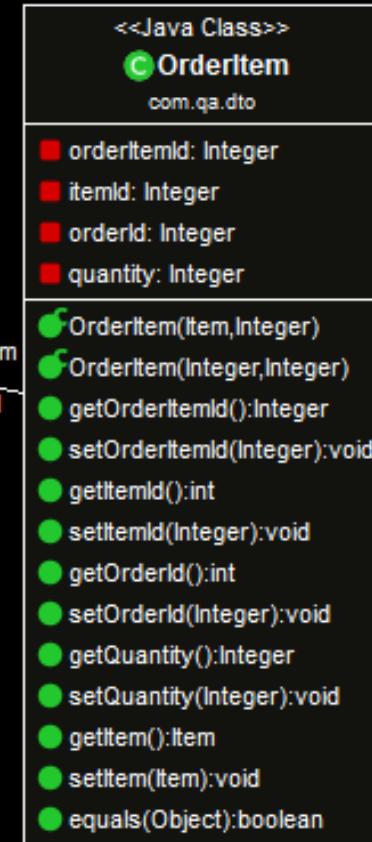 <<Java Class>>
C OrderItem
com.qa.dto
orderItemId: Integer
itemId: Integer
orderId: Integer
quantity: Integer
OrderItem(Item,Integer)
OrderItem(Integer,Integer)
getOrderItemId():Integer
setOrderItemId(Integer):void
getItemId():int
setItemId(Integer):void
getOrderId():int
setOrderId(Integer):void
getQuantity():Integer
setQuantity(Integer):void
getItem():Item
setItem(Item):void
equals(Object):boolean